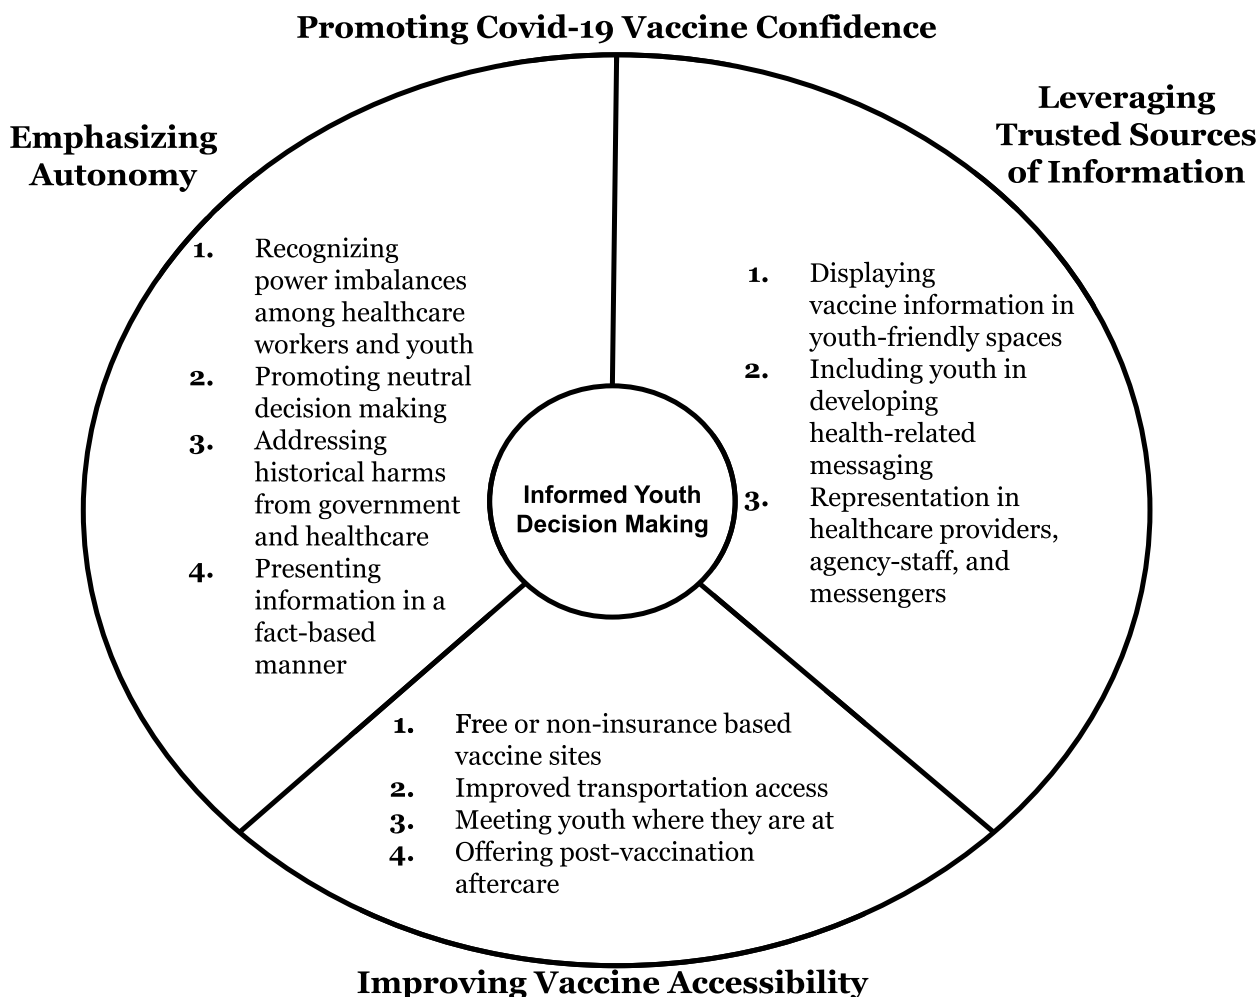 Promoting Covid-19 Vaccine Confidence
Emphasizing
Autonomy
1. Recognizing
power imbalances
among healthcare
workers and youth
2. Promoting neutral
decision making
3. Addressing
historical harms
from government
and healthcare
4. Presenting
information in a
fact-based
manner
Leveraging
Trusted Sources
of Information
1. Displaying
vaccine information in
youth-friendly spaces
2. Including youth in
developing
health-related
messaging
3. Representation in
healthcare providers,
agency-staff, and
messengers
Informed Youth
Decision Making
1. Free or non-insurance based
vaccine sites
2. Improved transportation access
3. Meeting youth where they are at
4. Offering post-vaccination
aftercare
Improving Vaccine Accessibility